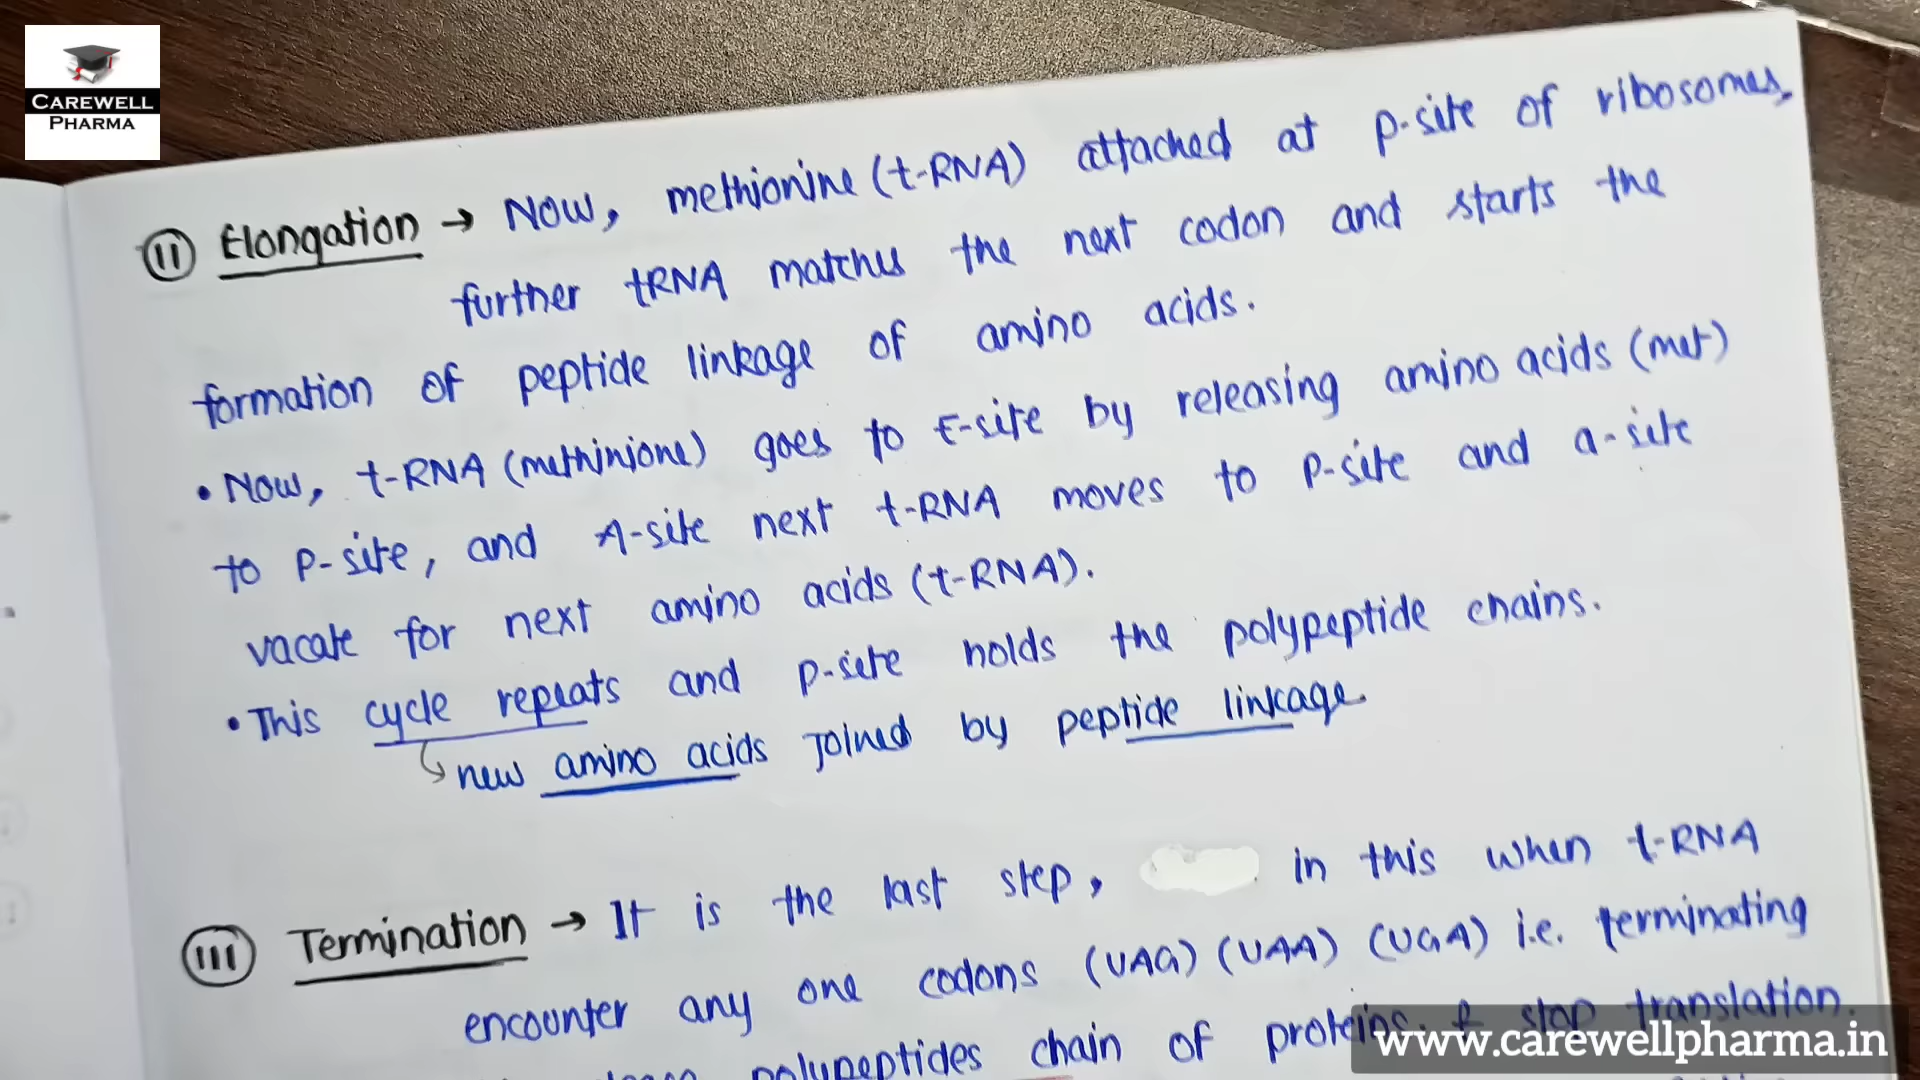 CAREWELL
PHARMA
(II) Elongation → Now, methionine (t-RNA) attached at p-site of ribosomes,
further tRNA matches the next codon and starts the
formation of peptide linkage of amino acids.
• Now, t-RNA (methinione) goes to E-site by releasing amino acids (met)
to P-site, and A-site next t-RNA moves to P-site and a-site
vacate for next amino acids (t-RNA).
• This cycle repeats and p-site holds the polypeptide chains.
↳ new amino acids joined by peptide linkage
(III) Termination → It is the last step, in this when t-RNA
encounter any one codons (UAG) (UAA) (UGA) i.e. terminating
polypeptides chain of proteins & stop translation.
www.carewellpharma.in